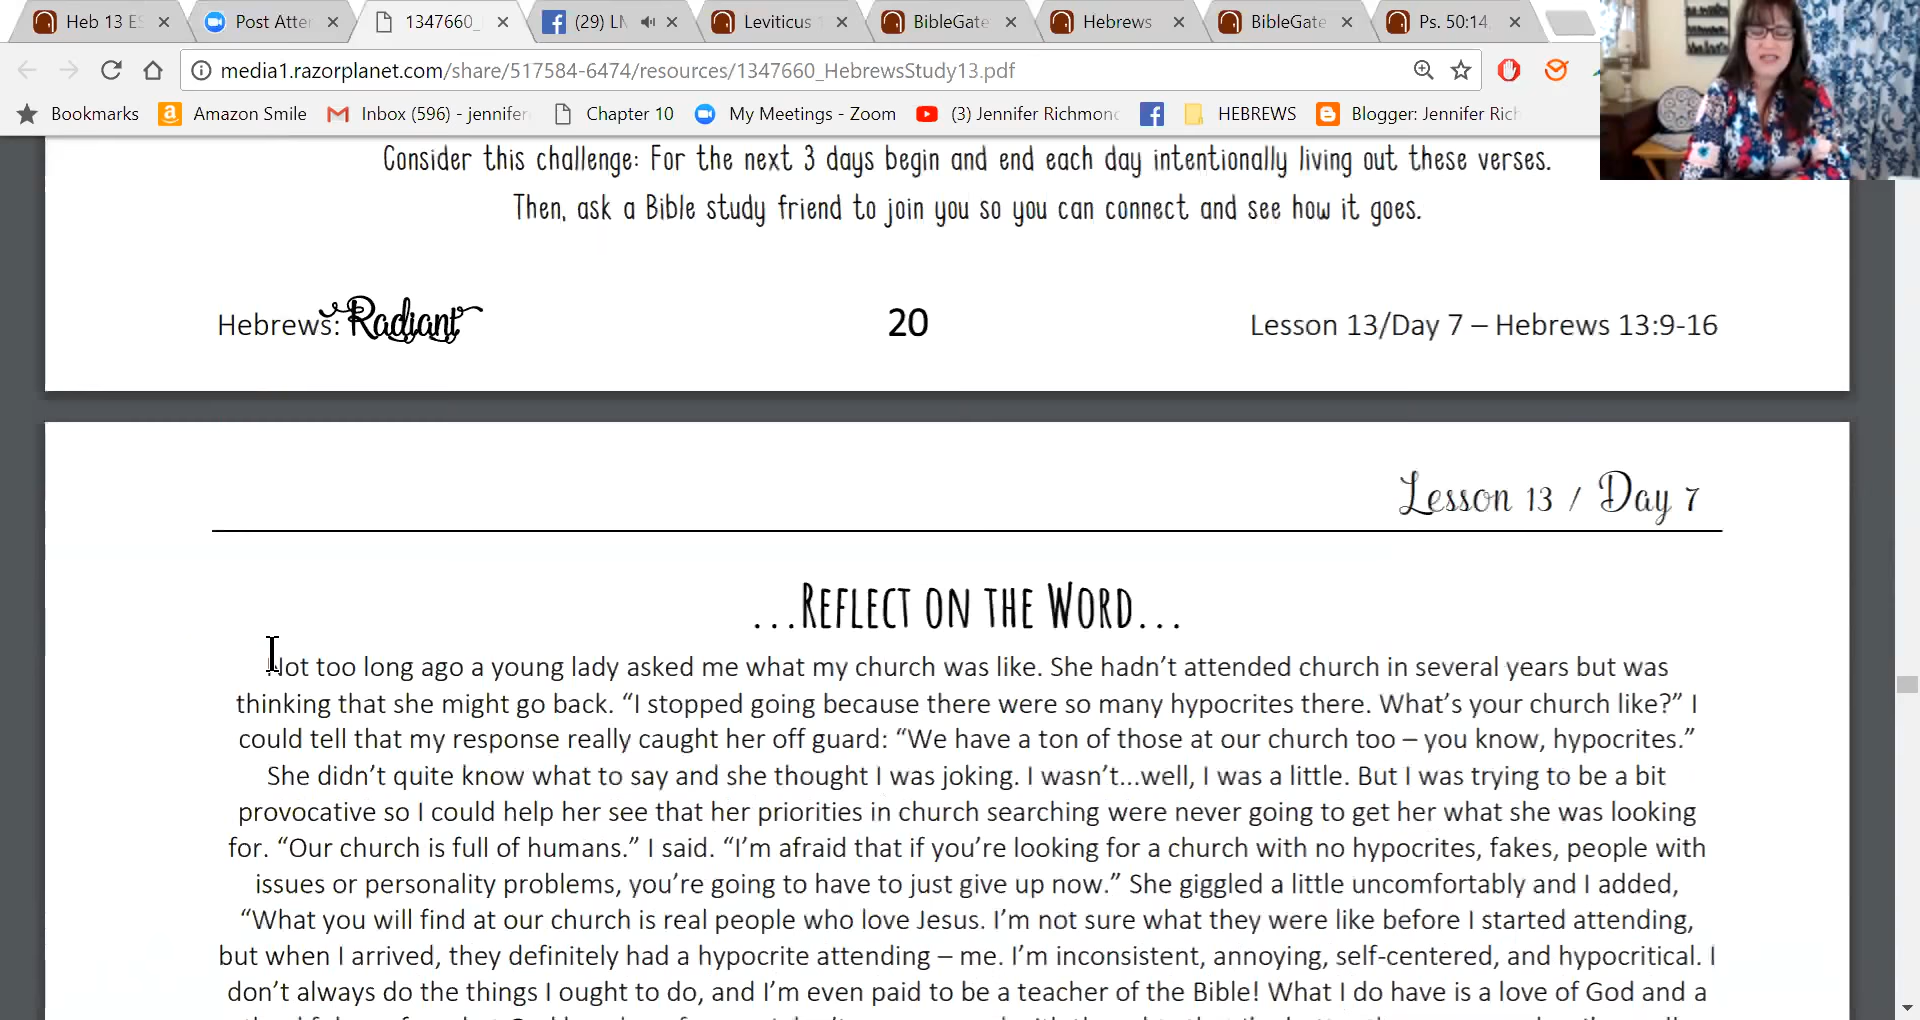 Heb 13 ES
Post Atter
1347660_
(29) LM
Leviticus 1
BibleGate
Hebrews
BibleGate
Ps. 50:14,
media1.razorplanet.com/share/517584-6474/resources/1347660_HebrewsStudy13.pdf
Bookmarks
Amazon Smile
Inbox (596) - jennifer
Chapter 10
My Meetings - Zoom
(3) Jennifer Richmond
HEBREWS
Blogger: Jennifer Rich
Consider this challenge: For the next 3 days begin and end each day intentionally living out these verses.
Then, ask a Bible study friend to join you so you can connect and see how it goes.
Hebrews: Radiant
20
Lesson 13/Day 7 – Hebrews 13:9-16
Lesson 13 / Day 7
...Reflect on the Word...
Not too long ago a young lady asked me what my church was like. She hadn't attended church in several years but was
thinking that she might go back. “I stopped going because there were so many hypocrites there. What's your church like?” I
could tell that my response really caught her off guard: “We have a ton of those at our church too – you know, hypocrites.”
She didn't quite know what to say and she thought I was joking. I wasn't...well, I was a little. But I was trying to be a bit
provocative so I could help her see that her priorities in church searching were never going to get her what she was looking
for. “Our church is full of humans.” I said. “I'm afraid that if you're looking for a church with no hypocrites, fakes, people with
issues or personality problems, you're going to have to just give up now.” She giggled a little uncomfortably and I added,
“What you will find at our church is real people who love Jesus. I'm not sure what they were like before I started attending,
but when I arrived, they definitely had a hypocrite attending – me. I'm inconsistent, annoying, self-centered, and hypocritical. I
don't always do the things I ought to do, and I'm even paid to be a teacher of the Bible! What I do have is a love of God and a